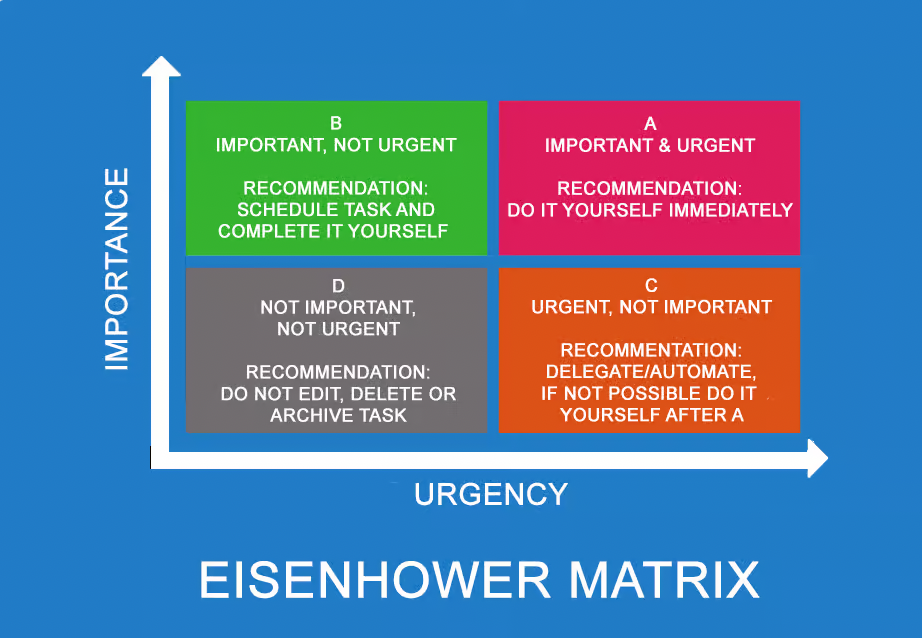 B
IMPORTANT, NOT URGENT
RECOMMENDATION:
SCHEDULE TASK AND
COMPLETE IT YOURSELF
A
IMPORTANT & URGENT
RECOMMENDATION:
DO IT YOURSELF IMMEDIATELY
IMPORTANCE
D
NOT IMPORTANT,
NOT URGENT
RECOMMENDATION:
DO NOT EDIT, DELETE OR
ARCHIVE TASK
C
URGENT, NOT IMPORTANT
RECOMMENTATION:
DELEGATE/AUTOMATE,
IF NOT POSSIBLE DO IT
YOURSELF AFTER A
URGENCY
EISENHOWER MATRIX